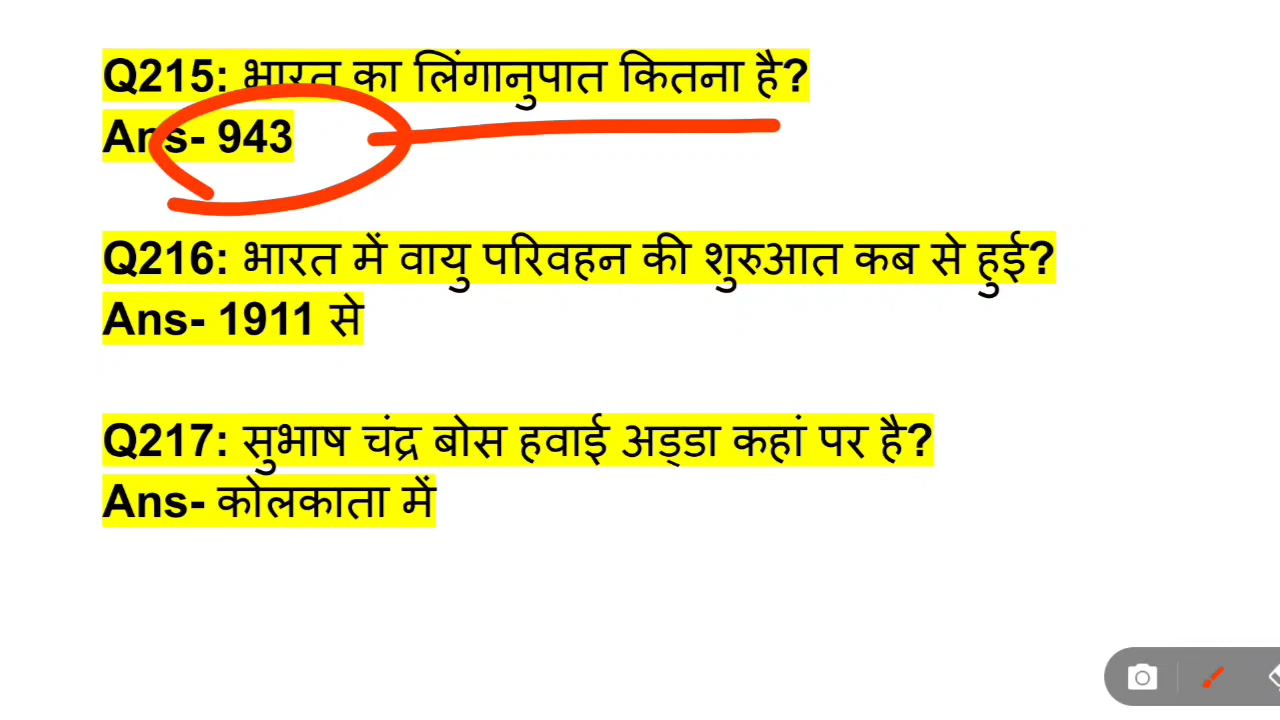 Q215: भारत का लिंगानुपात कितना है?
Ans- 943
Q216: भारत में वायु परिवहन की शुरुआत कब से हुई?
Ans- 1911 से
Q217: सुभाष चंद्र बोस हवाई अड्डा कहां पर है?
Ans- कोलकाता में